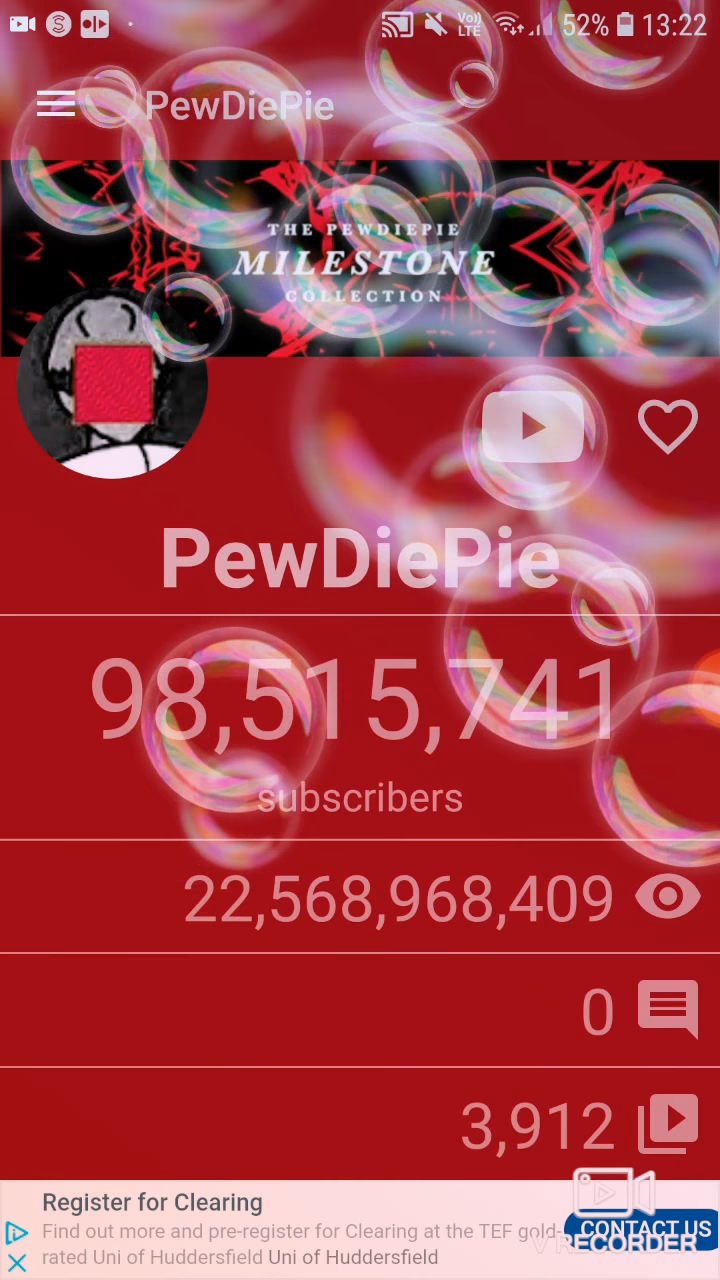 Vo))
LTE
52%
13:22
PewDiePie
THE PEWDIEPIE
MILESTONE
COLLECTION
PewDiePie
98,515,741
subscribers
22,568,968,409
0
3,912
Register for Clearing
Find out more and pre-register for Clearing at the TEF gold-
rated Uni of Huddersfield Uni of Huddersfield
CONTACT US
V RECORDER